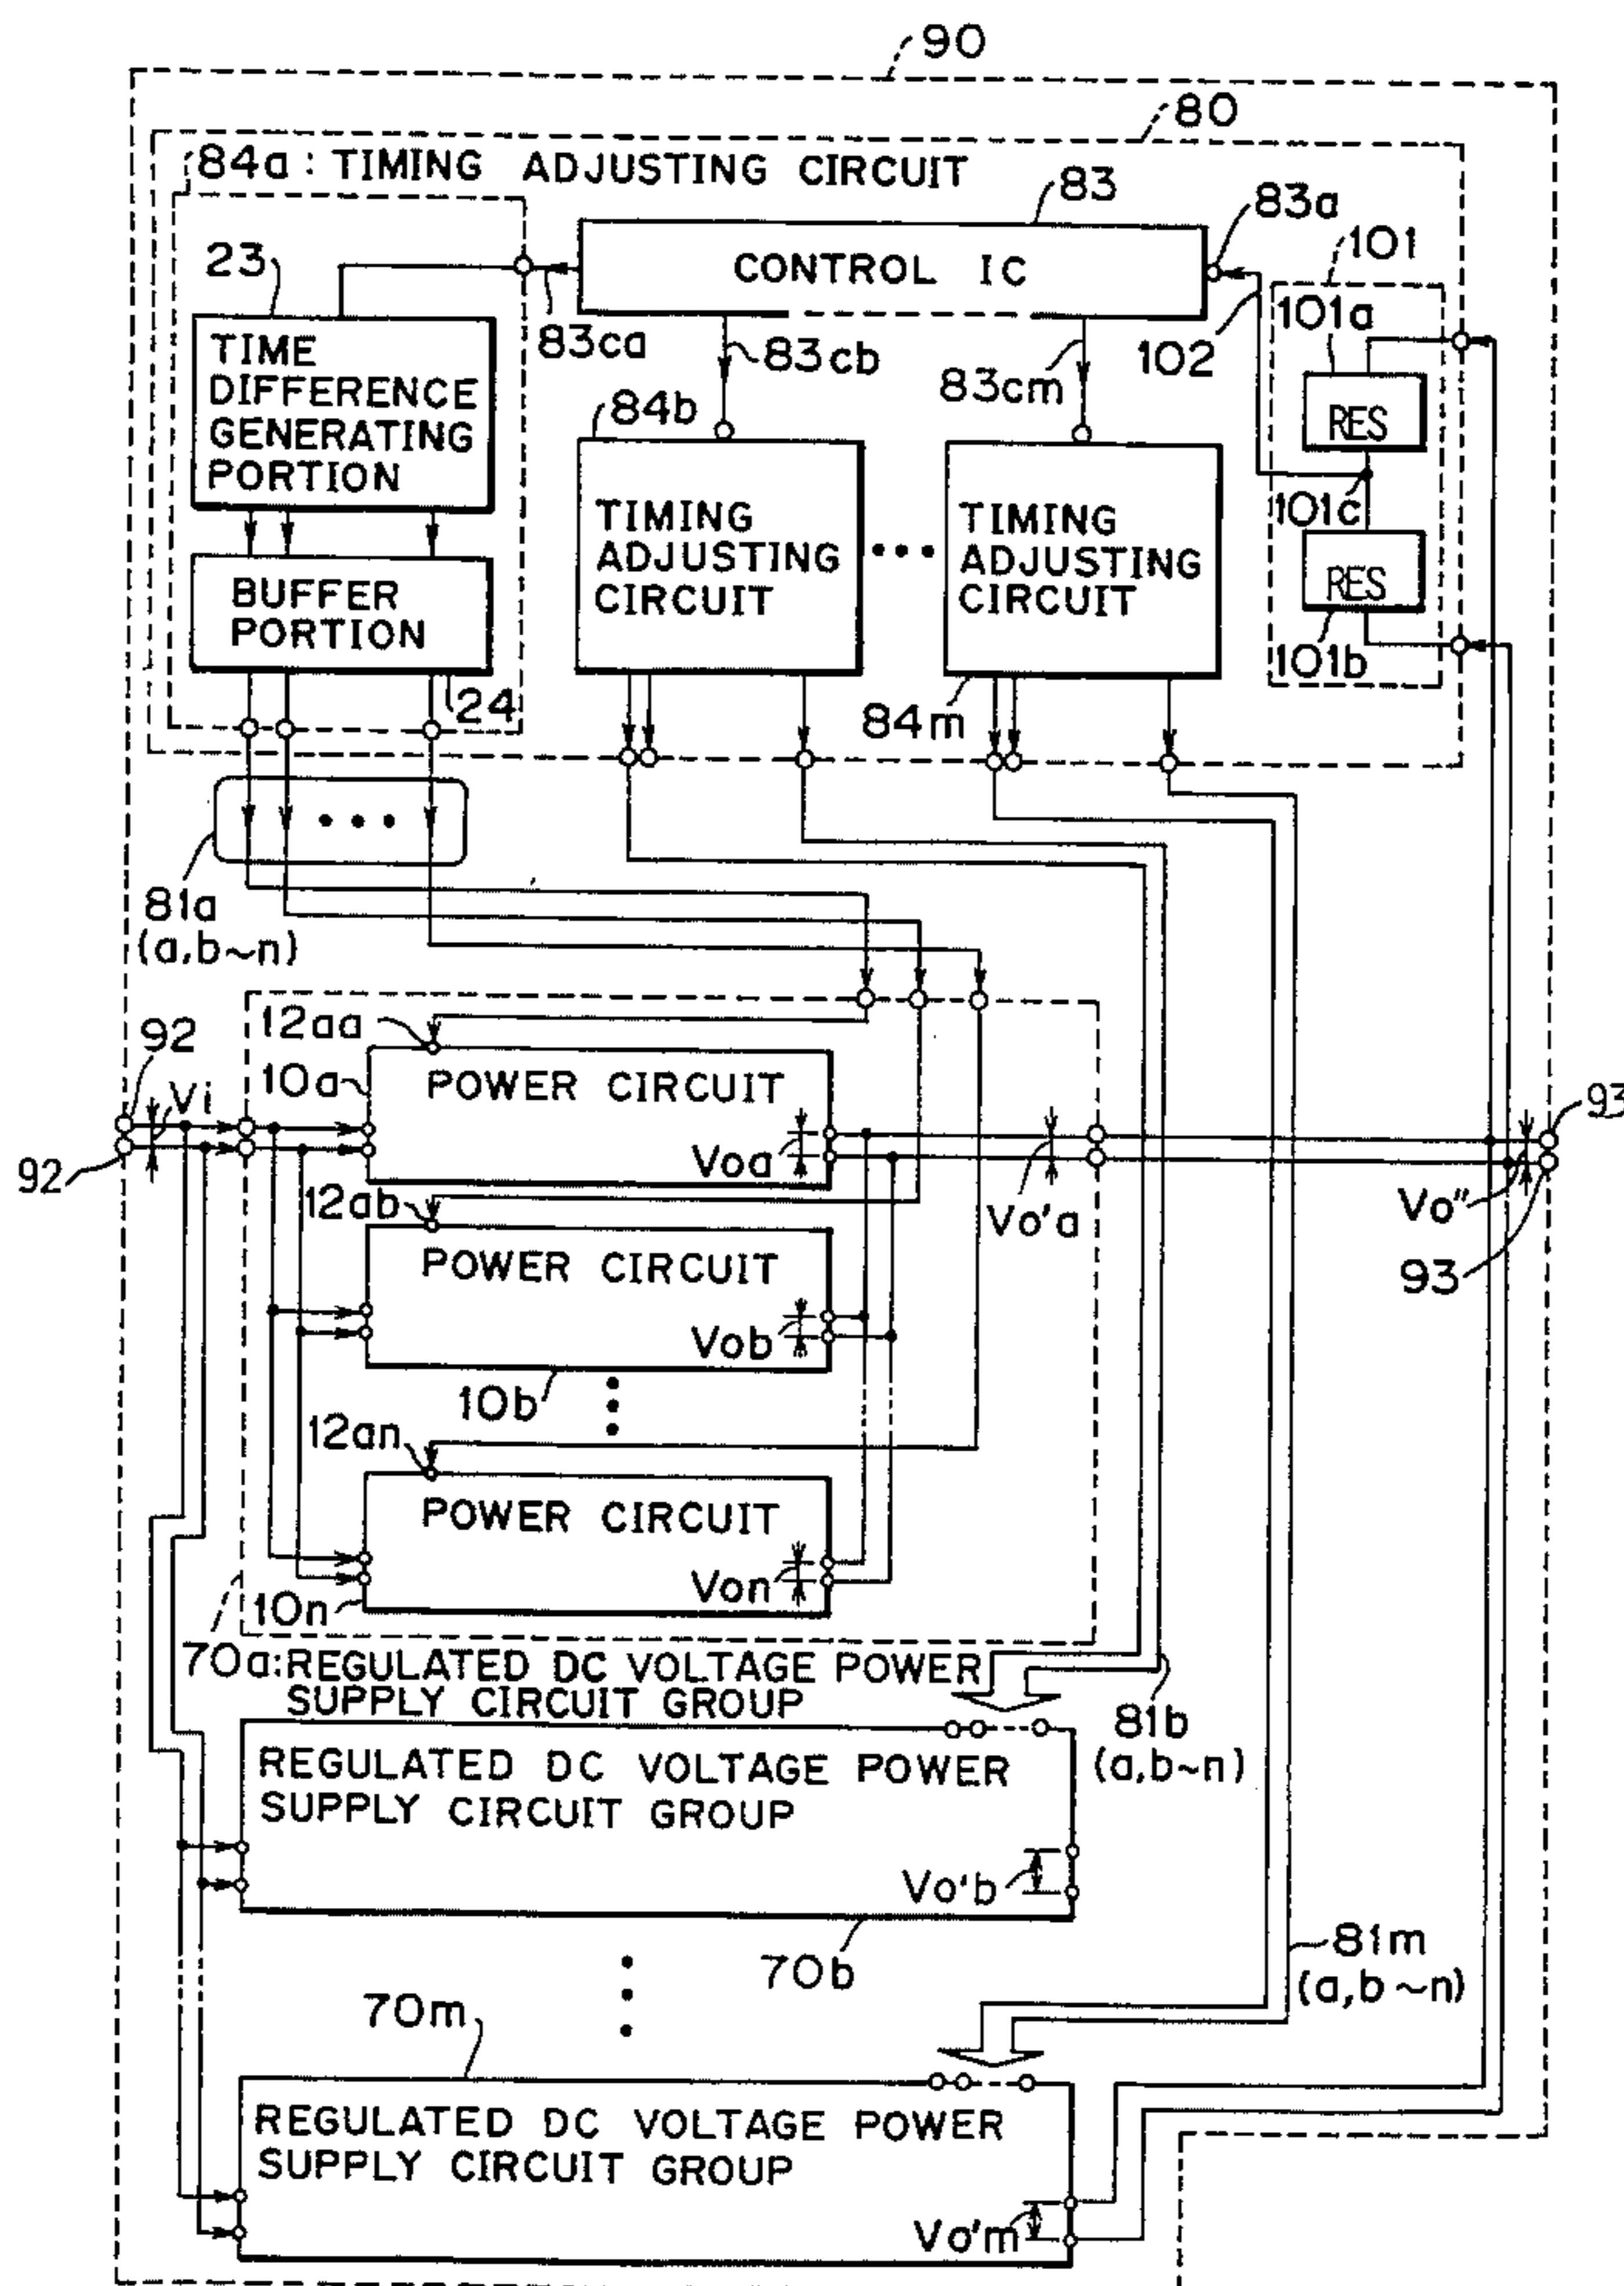 90
80
84a : TIMING ADJUSTING CIRCUIT
83
83a
101
23
CONTROL IC
101a
TIME
DIFFERENCE
GENERATING
PORTION
83ca
83cb
83cm
102
RES
84b
101c
TIMING
ADJUSTING
CIRCUIT
TIMING
ADJUSTING
CIRCUIT
RES
BUFFER
PORTION
101b
24
84m
81a
(a,b~n)
12aa
92
Vi
10a
POWER CIRCUIT
93
92
Voa
12ab
Vo'a
Vo"
POWER CIRCUIT
93
Vob
10b
12an
POWER CIRCUIT
Von
10n
70a:REGULATED DC VOLTAGE POWER
SUPPLY CIRCUIT GROUP
81b
(a,b~n)
REGULATED DC VOLTAGE POWER
SUPPLY CIRCUIT GROUP
Vo'b
70b
81m
(a,b~n)
70m
REGULATED DC VOLTAGE POWER
SUPPLY CIRCUIT GROUP
Vo'm